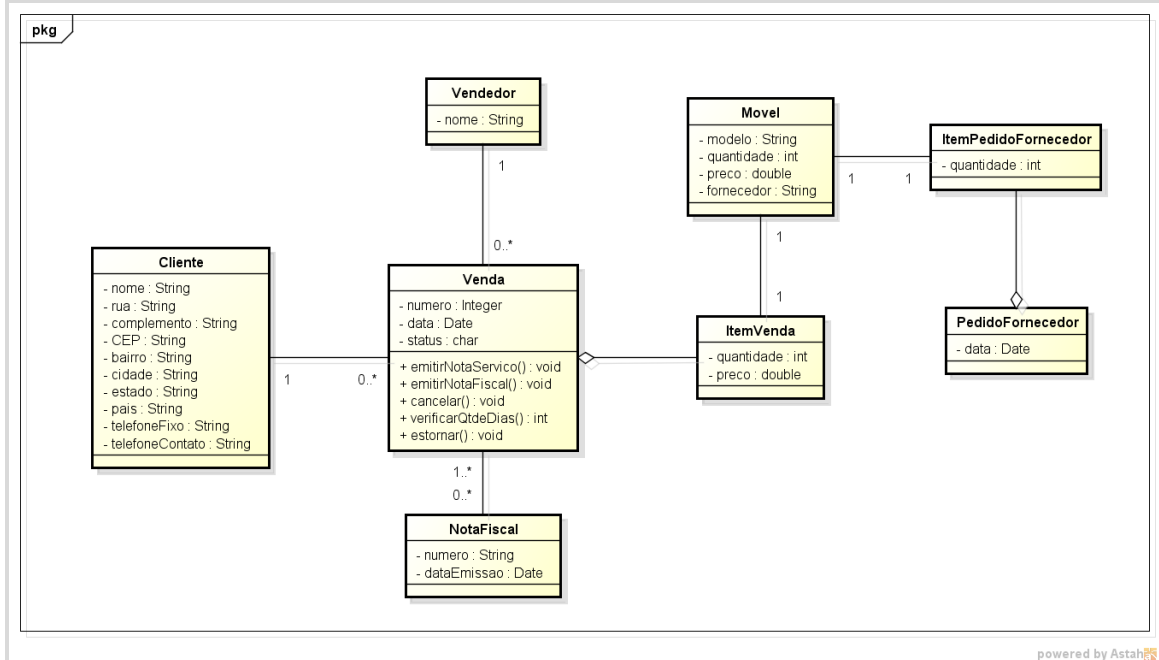 pkg
Vendedor
- nome : String
1
0..*
Movel
- modelo : String
- quantidade : int
- preco : double
- fornecedor : String
1
1
ItemPedidoFornecedor
- quantidade : int
1
1
Cliente
- nome : String
- rua : String
- complemento : String
- CEP : String
- bairro : String
- cidade : String
- estado : String
- pais : String
- telefoneFixo : String
- telefoneContato : String
1
0..*
Venda
- numero : Integer
- data : Date
- status : char
+ emitirNotaServico() : void
+ emitirNotaFiscal() : void
+ cancelar() : void
+ verificarQtdeDias() : int
+ estornar() : void
ItemVenda
- quantidade : int
- preco : double
PedidoFornecedor
- data : Date
1..*
0..*
NotaFiscal
- numero : String
- dataEmissao : Date
powered by Astah